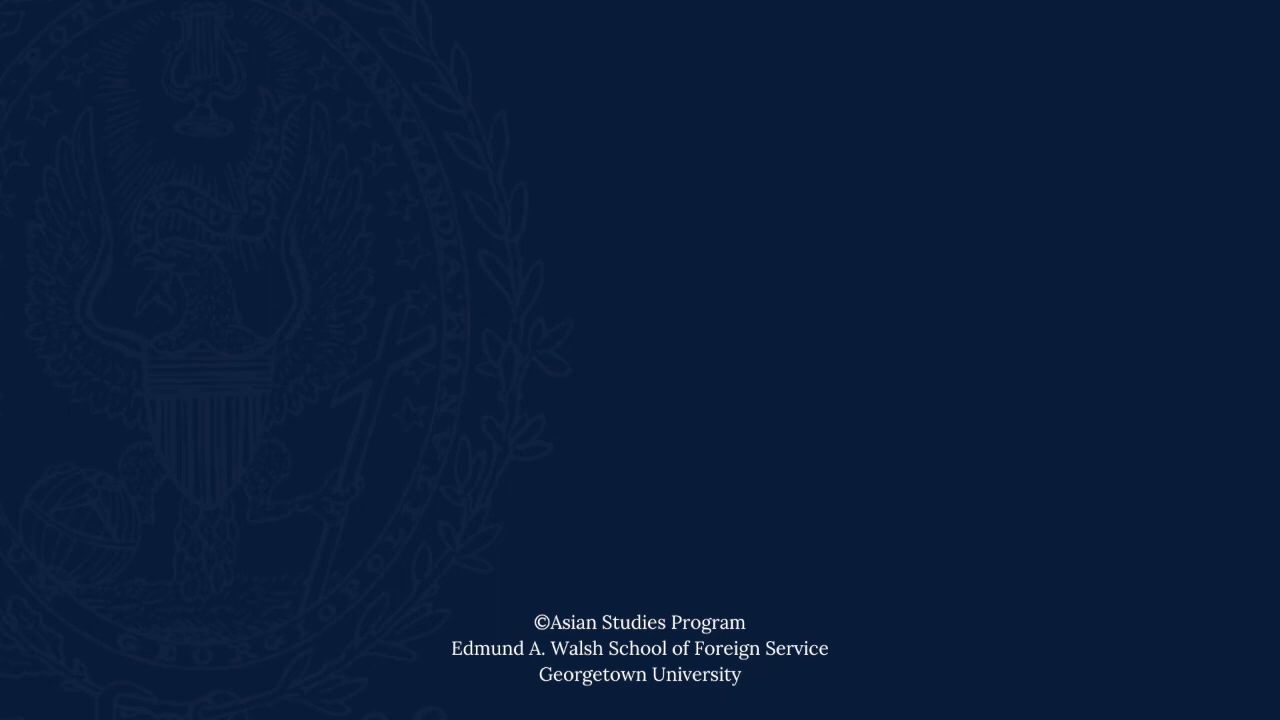 ©Asian Studies Program
Edmund A. Walsh School of Foreign Service
Georgetown University